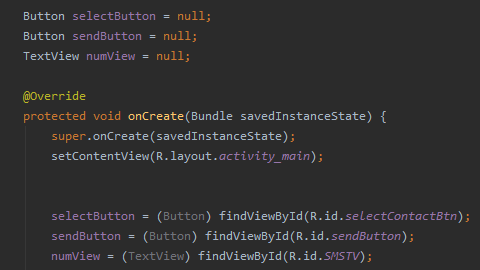 Button selectButton = null;
Button sendButton = null;
TextView numView = null;
@Override
protected void onCreate(Bundle savedInstanceState) {
super.onCreate(savedInstanceState);
setContentView(R.layout.activity_main);
selectButton = (Button) findViewById(R.id.selectContactBtn);
sendButton = (Button) findViewById(R.id.sendButton);
numView = (TextView) findViewById(R.id.SMSTV);